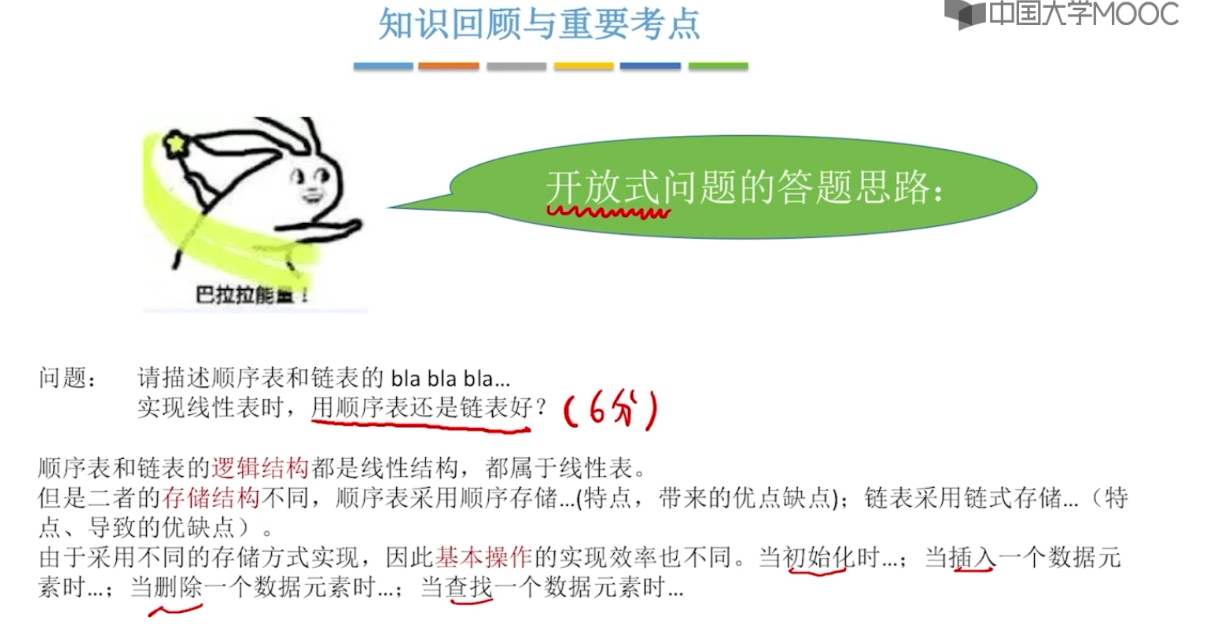 知识回顾与重要考点
中国大学MOOC
开放式问题的答题思路：
巴拉拉能量！
问题： 请描述顺序表和链表的 bla bla bla...
实现线性表时，用顺序表还是链表好？（6分）
顺序表和链表的逻辑结构都是线性结构，都属于线性表。
但是二者的存储结构不同，顺序表采用顺序存储...(特点，带来的优点缺点)；链表采用链式存储...（特
点、导致的优缺点）。
由于采用不同的存储方式实现，因此基本操作的实现效率也不同。当初始化时...；当插入一个数据元
素时...；当删除一个数据元素时...；当查找一个数据元素时...